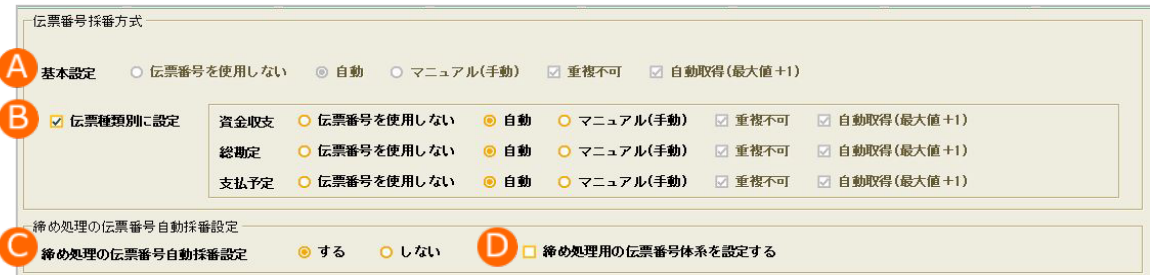 伝票番号採番方式
A 基本設定 伝票番号を使用しない 自動 マニュアル(手動) 重複不可 自動取得(最大値+1)
B 伝票種類別に設定 資金収支 伝票番号を使用しない 自動 マニュアル(手動) 重複不可 自動取得(最大値+1)
総勘定 伝票番号を使用しない 自動 マニュアル(手動) 重複不可 自動取得(最大値+1)
支払予定 伝票番号を使用しない 自動 マニュアル(手動) 重複不可 自動取得(最大値+1)
締め処理の伝票番号自動採番設定
C 締め処理の伝票番号自動採番設定 する しない D 締め処理用の伝票番号体系を設定する